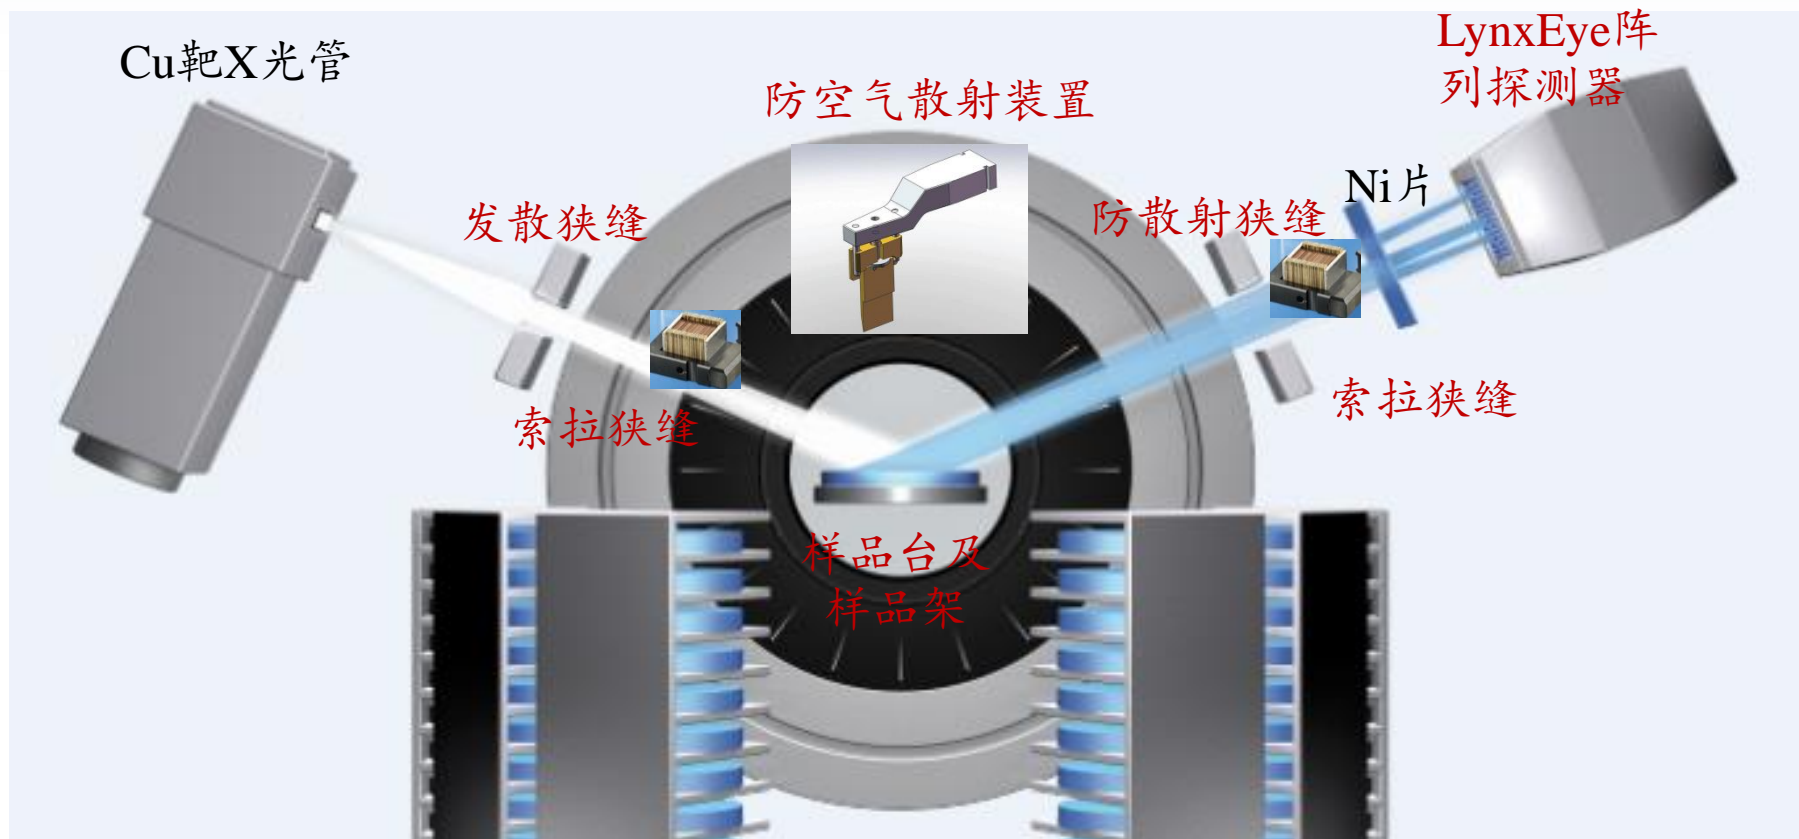 Cu靶X光管
LynxEye阵
列探测器
防空气散射装置
Ni片
发散狭缝
防散射狭缝
索拉狭缝
索拉狭缝
样品台及
样品架